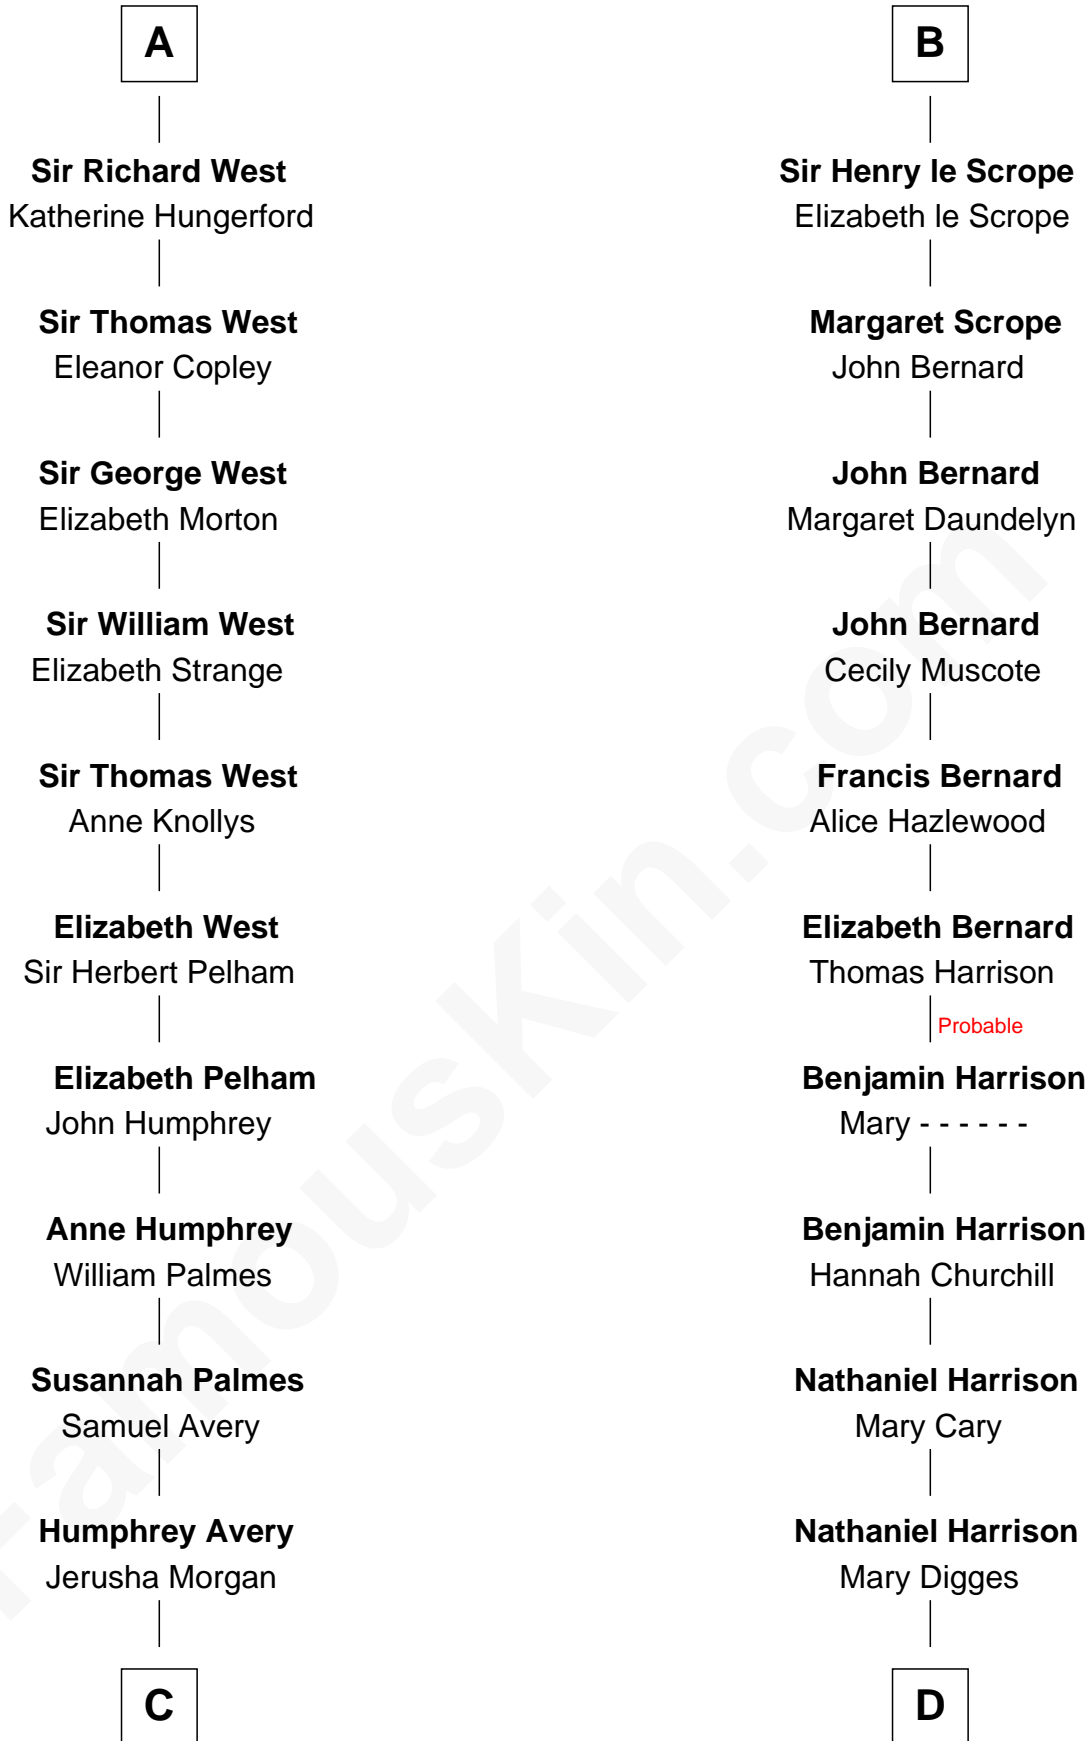 A
Sir Richard West
Katherine Hungerford
Sir Thomas West
Eleanor Copley
Sir George West
Elizabeth Morton
Sir William West
Elizabeth Strange
Sir Thomas West
Anne Knollys
Elizabeth West
Sir Herbert Pelham
Elizabeth Pelham
John Humphrey
Anne Humphrey
William Palmes
Susannah Palmes
Samuel Avery
Humphrey Avery
Jerusha Morgan
C
B
Sir Henry le Scrope
Elizabeth le Scrope
Margaret Scrope
John Bernard
John Bernard
Margaret Daundelyn
John Bernard
Cecily Muscote
Francis Bernard
Alice Hazlewood
Elizabeth Bernard
Thomas Harrison
Probable
Benjamin Harrison
Mary - - - - - -
Benjamin Harrison
Hannah Churchill
Nathaniel Harrison
Mary Cary
Nathaniel Harrison
Mary Digges
D
FamousKin.com